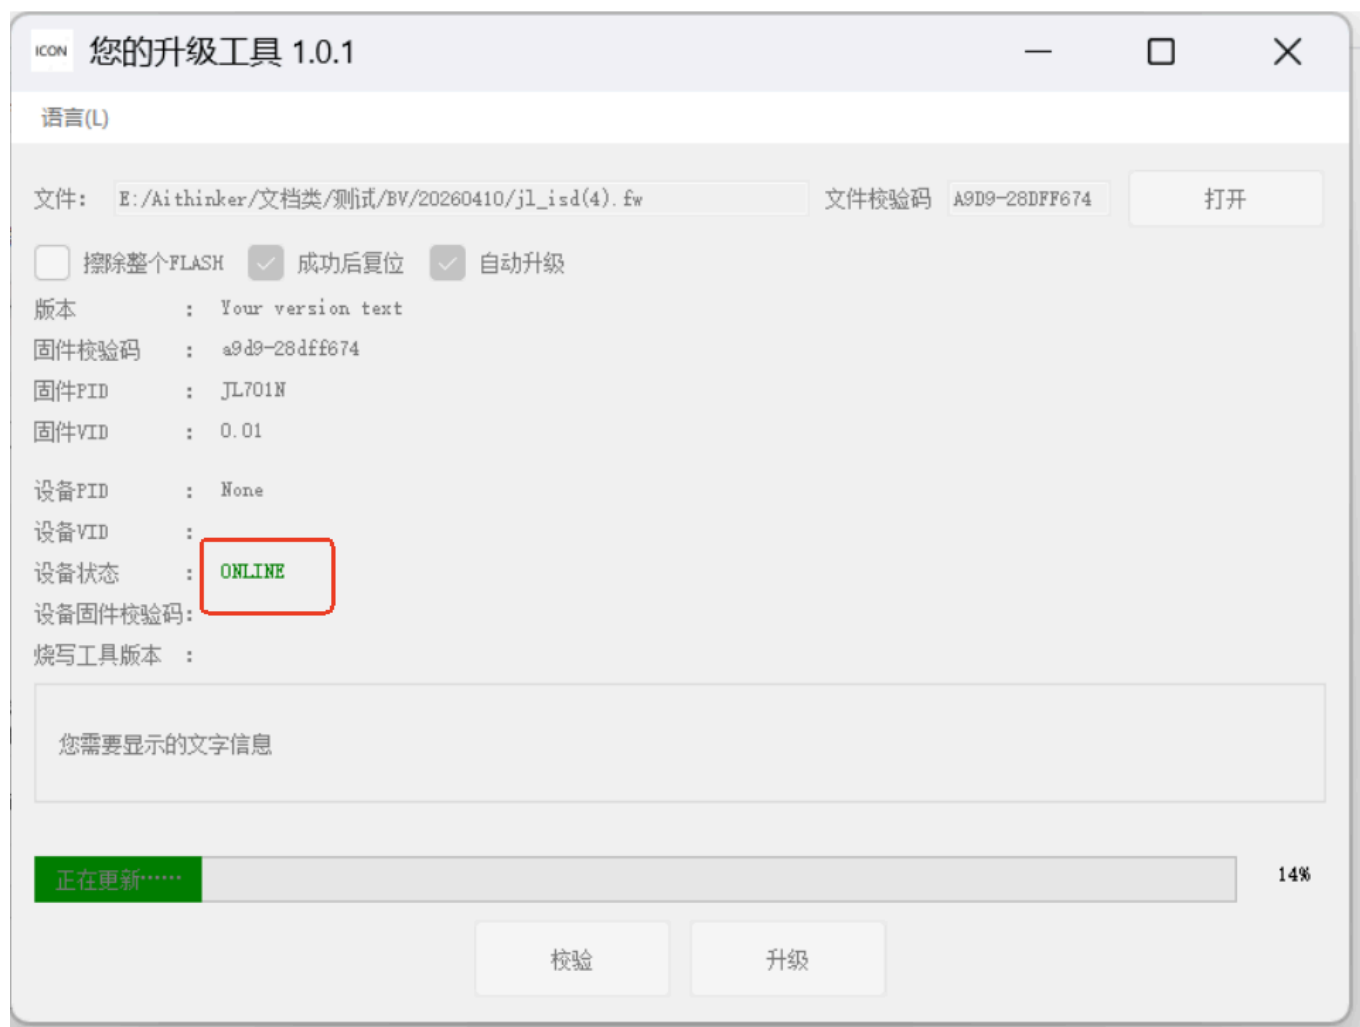 ICON 您的升级工具 1.0.1
语言(L)
文件: E:/Aithinker/文档类/测试/BV/20260410/jl_isd(4).fw 文件校验码 A9D9-28DFF674 打开
擦除整个FLASH 成功后复位 自动升级
版本 : Your version text
固件校验码 : a9d9-28dff674
固件PID : JL701N
固件VID : 0.01
设备PID : None
设备VID :
设备状态 : ONLINE
设备固件校验码:
烧写工具版本 :
您需要显示的文字信息
正在更新…… 14%
校验 升级